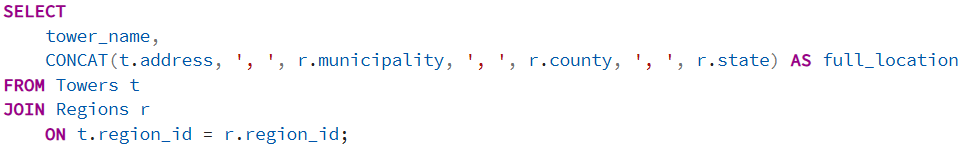 SELECT
    tower_name,
    CONCAT(t.address, ', ', r.municipality, ', ', r.county, ', ', r.state) AS full_location
FROM Towers t
JOIN Regions r
    ON t.region_id = r.region_id;